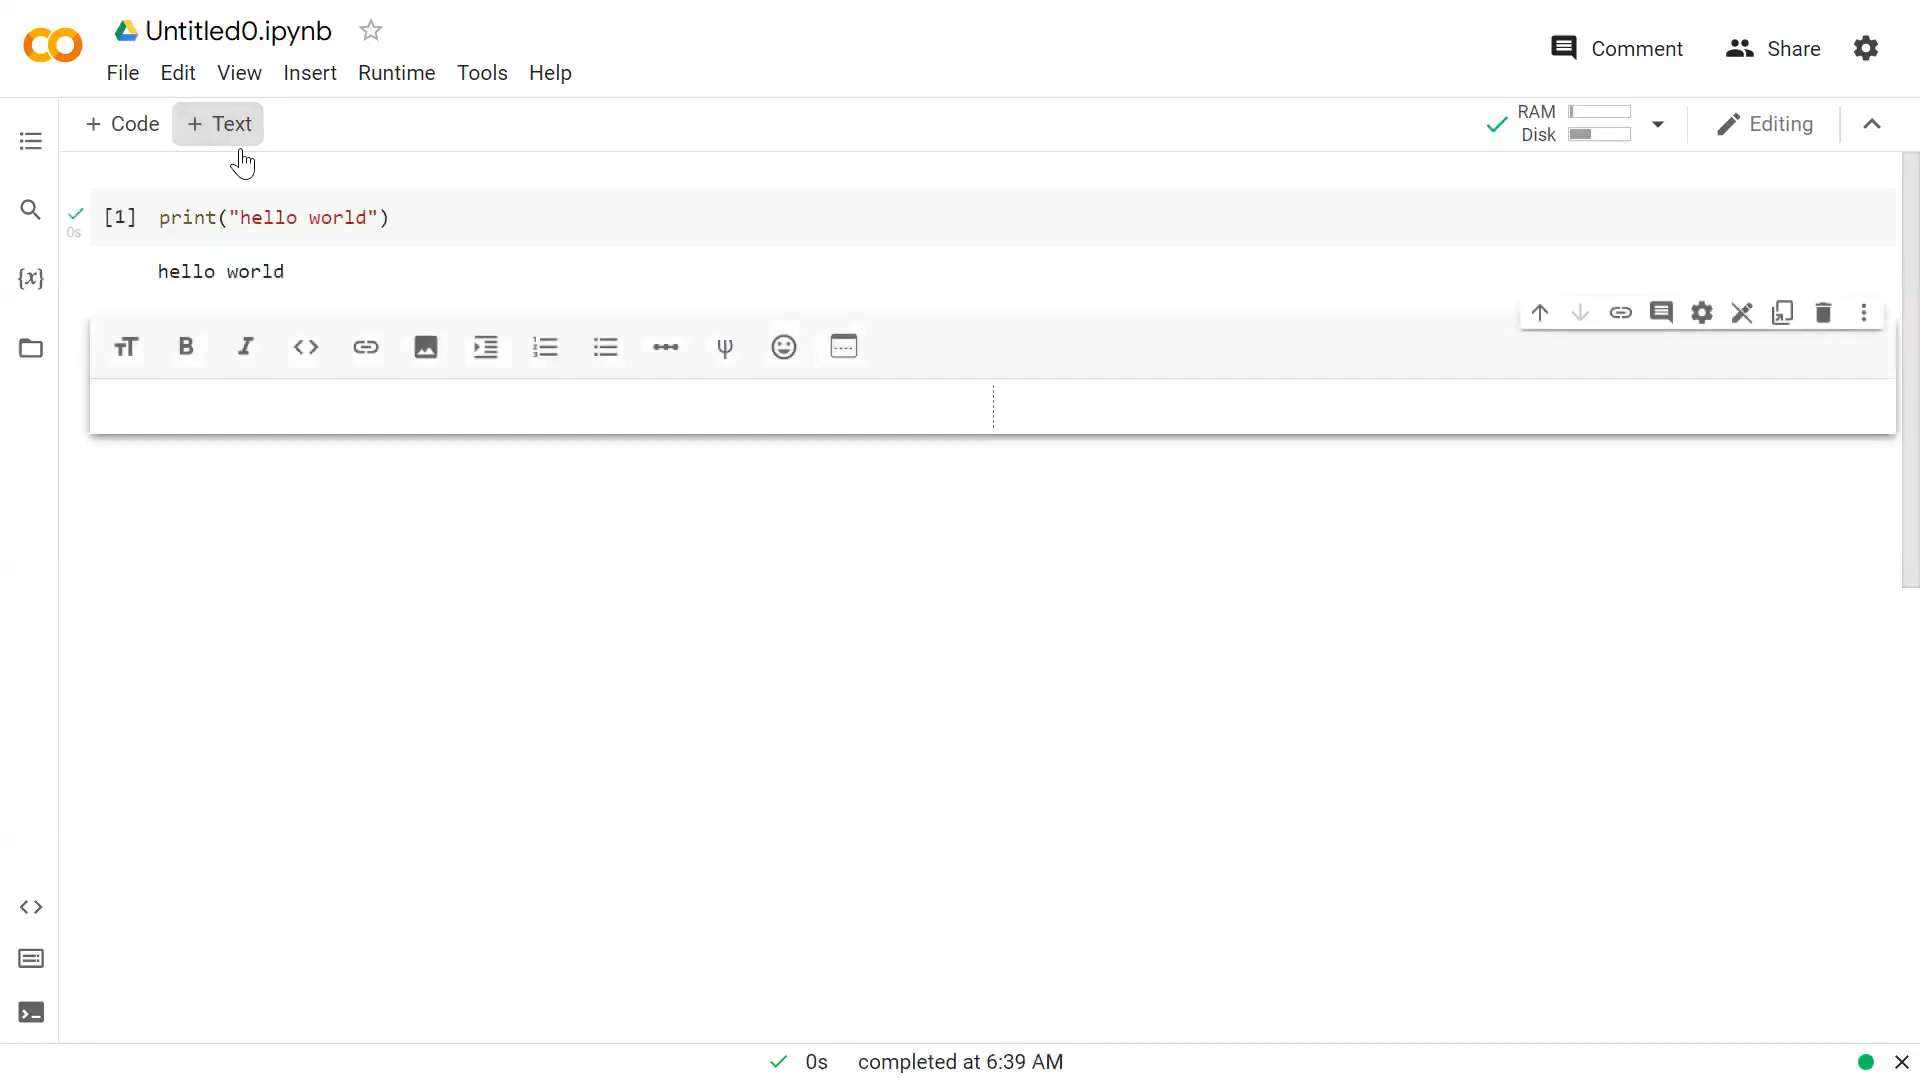 Untitled0.ipynb
Comment
Share
File Edit View Insert Runtime Tools Help
+ Code + Text
RAM
Disk
Editing
[1] print("hello world")
0s
{x}
hello world
0s completed at 6:39 AM